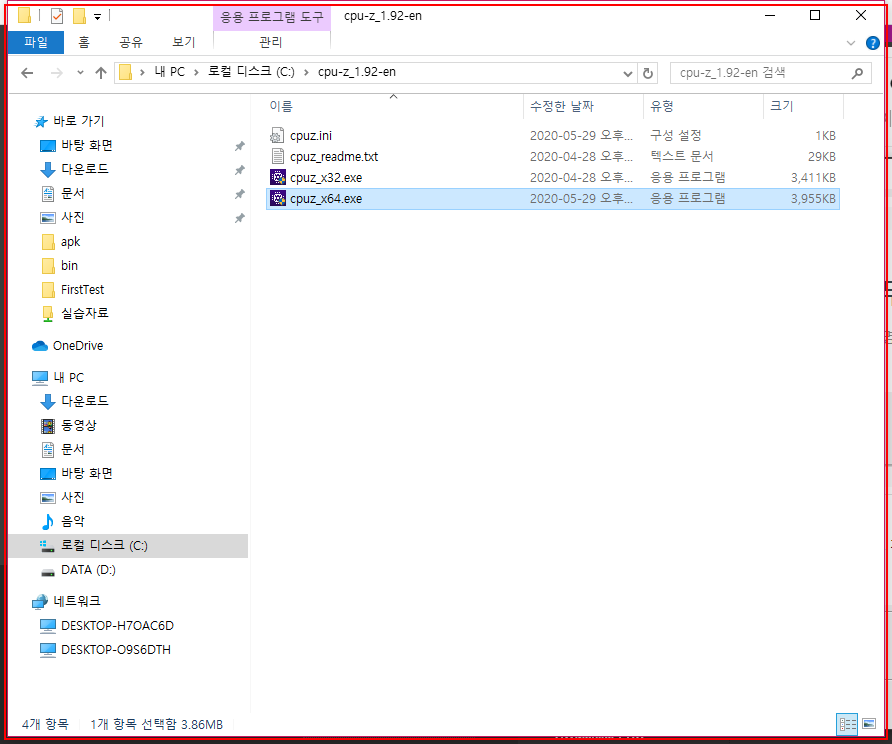 응용 프로그램 도구 cpu-z_1.92-en
파일 홈 공유 보기 관리
내 PC 로컬 디스크 (C:) cpu-z_1.92-en cpu-z_1.92-en 검색
이름 수정한 날짜 유형 크기
cpuz.ini 2020-05-29 오후... 구성 설정 1KB
cpuz_readme.txt 2020-04-28 오후... 텍스트 문서 29KB
cpuz_x32.exe 2020-04-28 오후... 응용 프로그램 3,411KB
cpuz_x64.exe 2020-05-29 오후... 응용 프로그램 3,955KB
바로 가기
바탕 화면
다운로드
문서
사진
apk
bin
FirstTest
실습자료
OneDrive
내 PC
다운로드
동영상
문서
바탕 화면
사진
음악
로컬 디스크 (C:)
DATA (D:)
네트워크
DESKTOP-H7OAC6D
DESKTOP-O9S6DTH
4개 항목 1개 항목 선택함 3.86MB